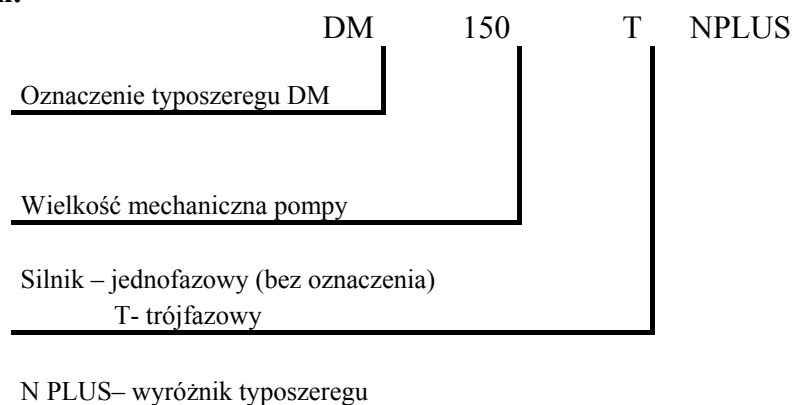 DM 150 T NPLUS
Oznaczenie typoszeregu DM
Wielkość mechaniczna pompy
Silnik – jednofazowy (bez oznaczenia)
T- trójfazowy
N PLUS– wyróżnik typoszeregu